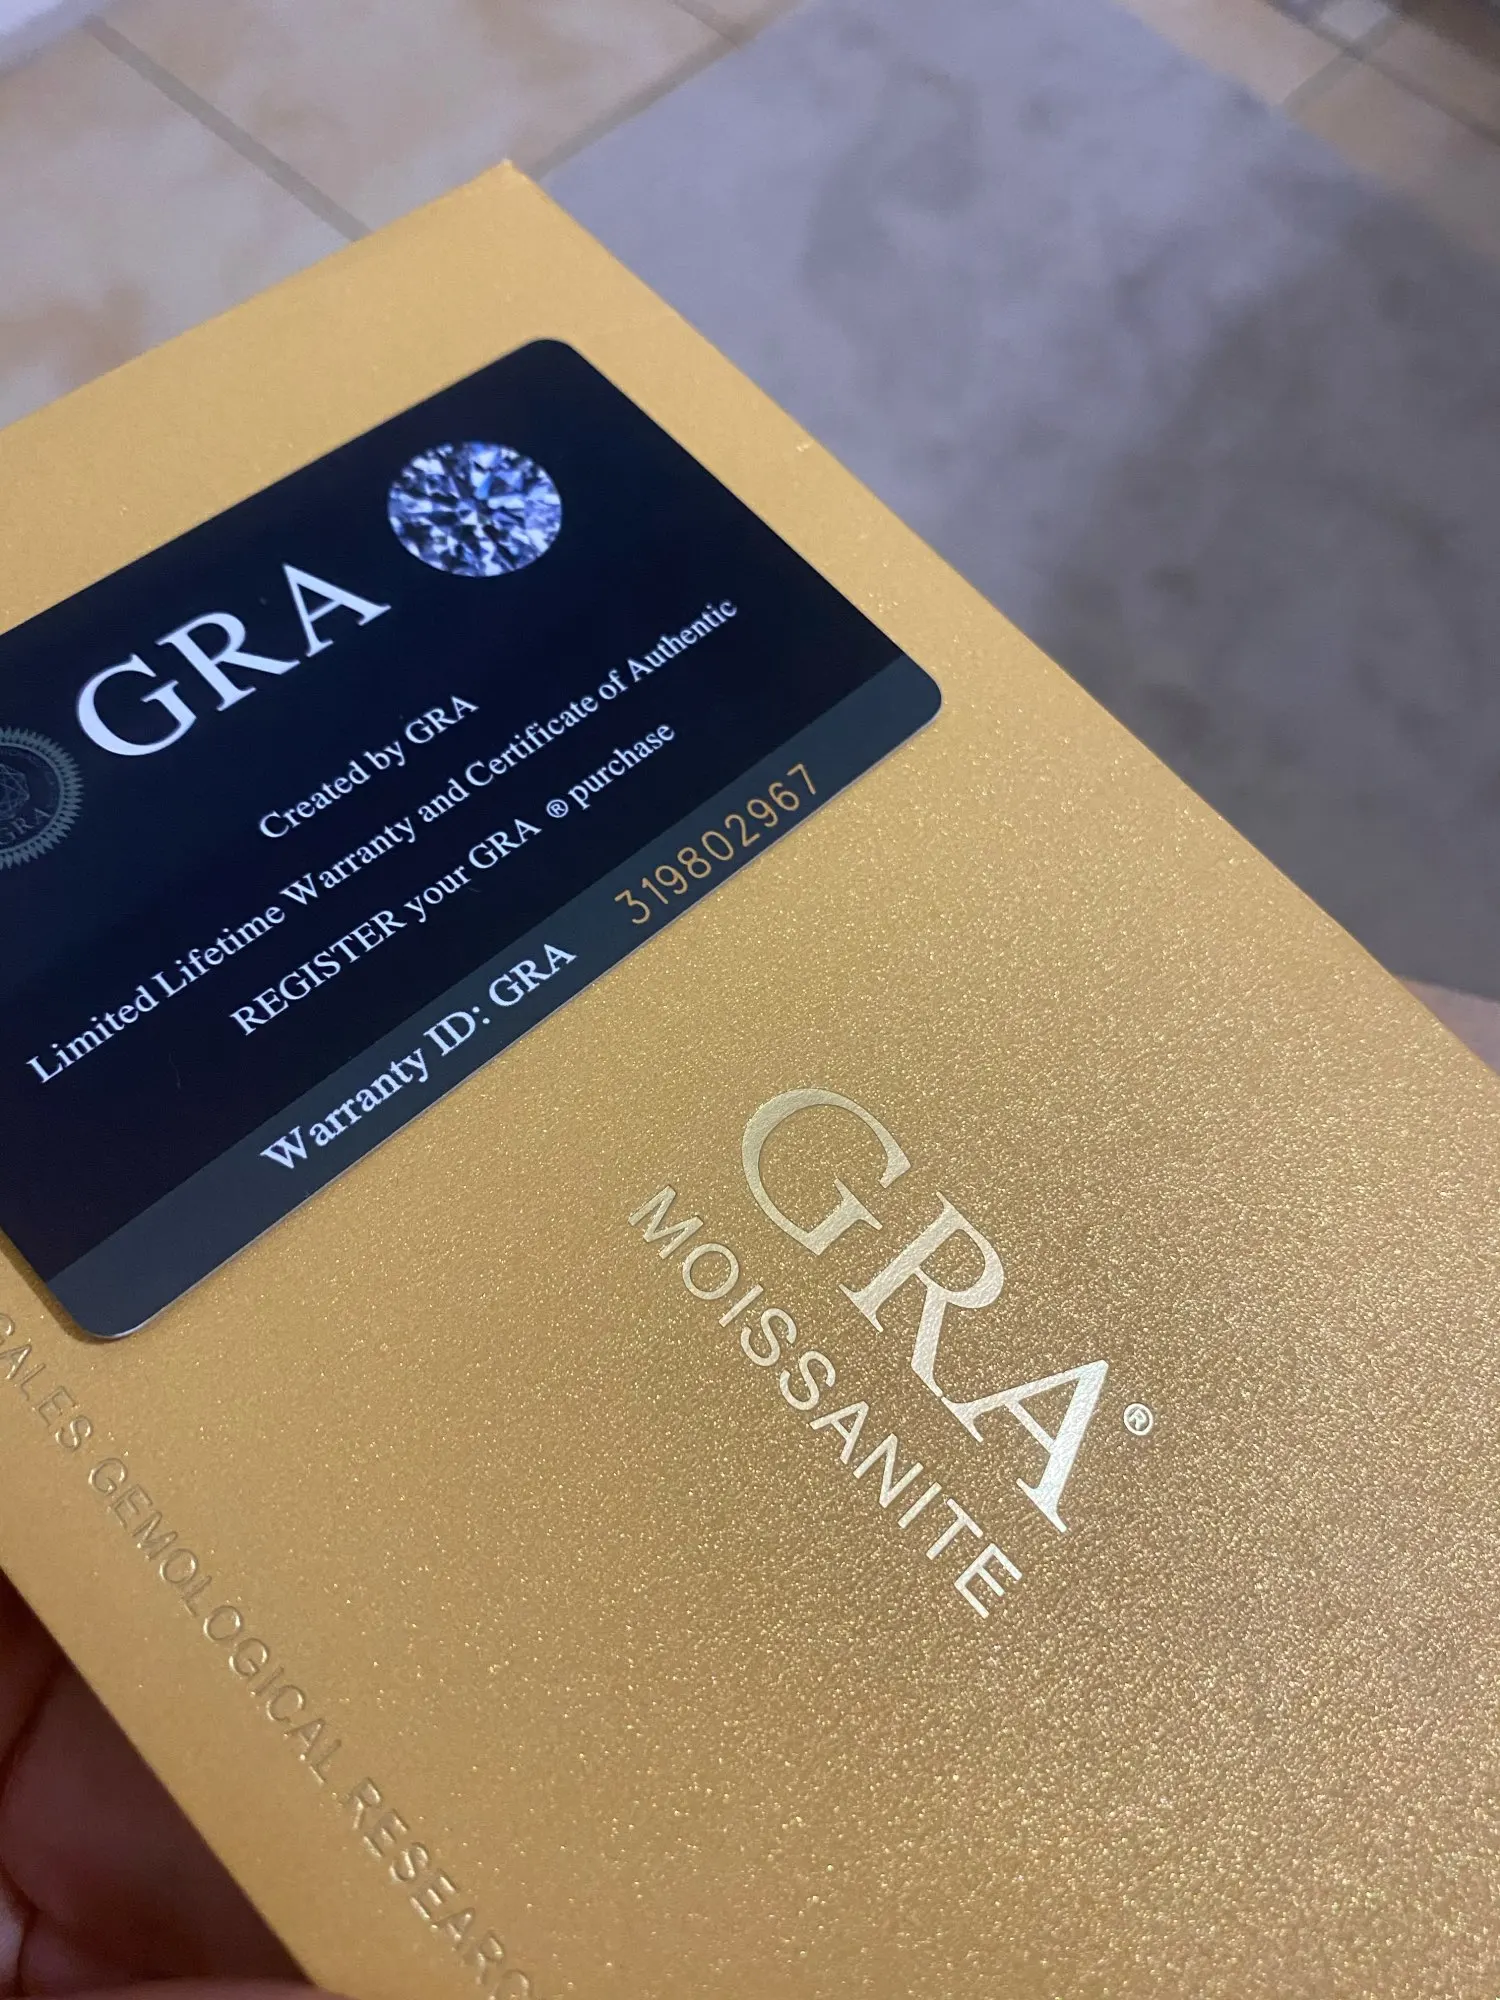 GRA
Created by GRA
Limited Lifetime Warranty and Certificate of Authentic
REGISTER your GRA ® purchase
Warranty ID: GRA 319802967
GRA
GRA®
MOISSANITE
GEMOLOGICAL